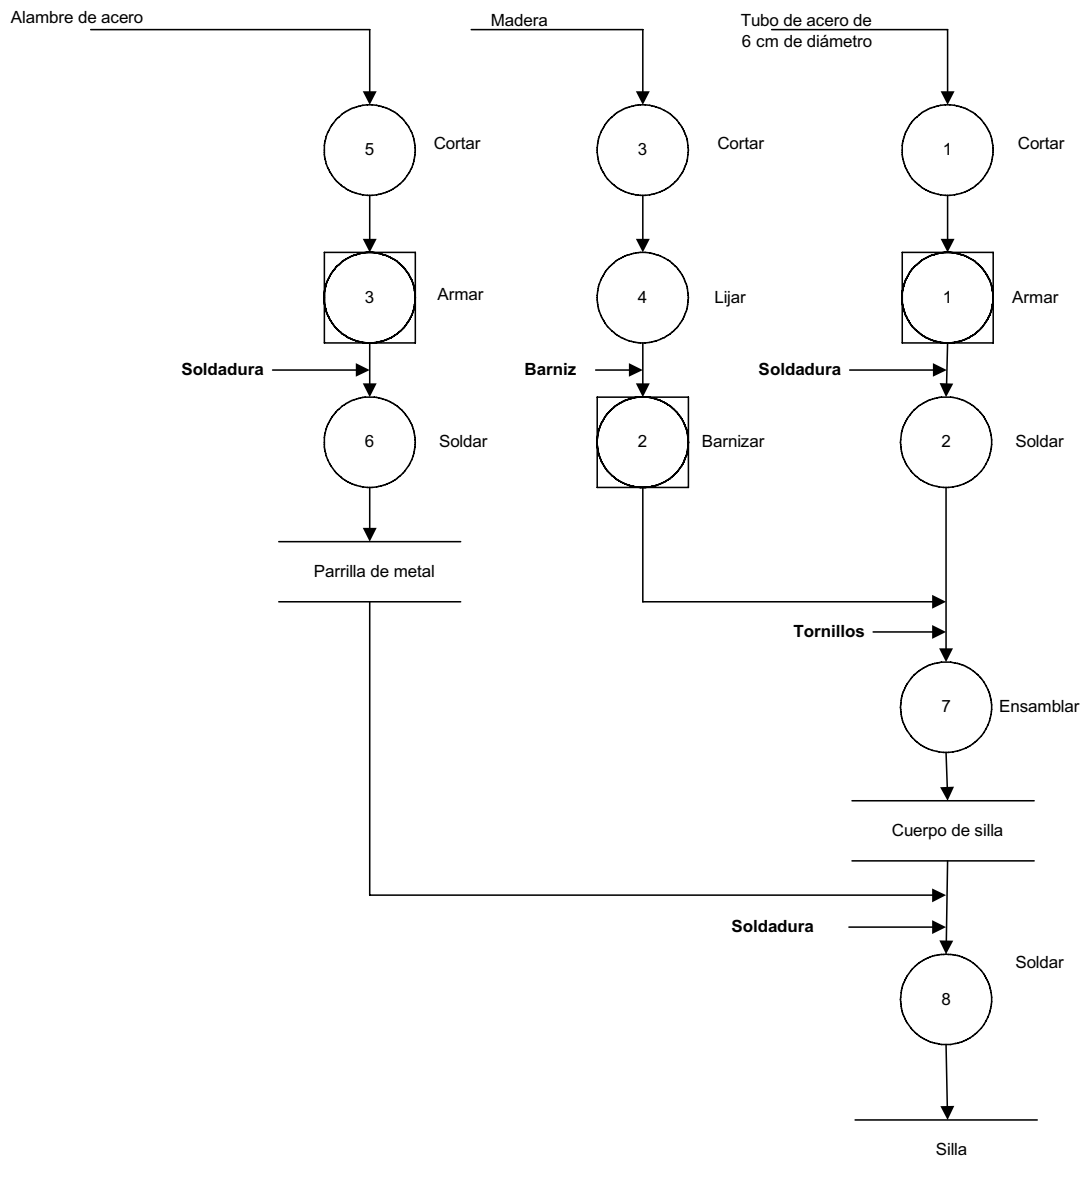 Alambre de acero
Madera
Tubo de acero de
6 cm de diámetro
5
Cortar
3
Cortar
1
Cortar
3
Armar
4
Lijar
1
Armar
Soldadura
Barniz
Soldadura
6
Soldar
2
Barnizar
2
Soldar
Parrilla de metal
Tornillos
7
Ensamblar
Cuerpo de silla
Soldadura
Soldar
8
Silla